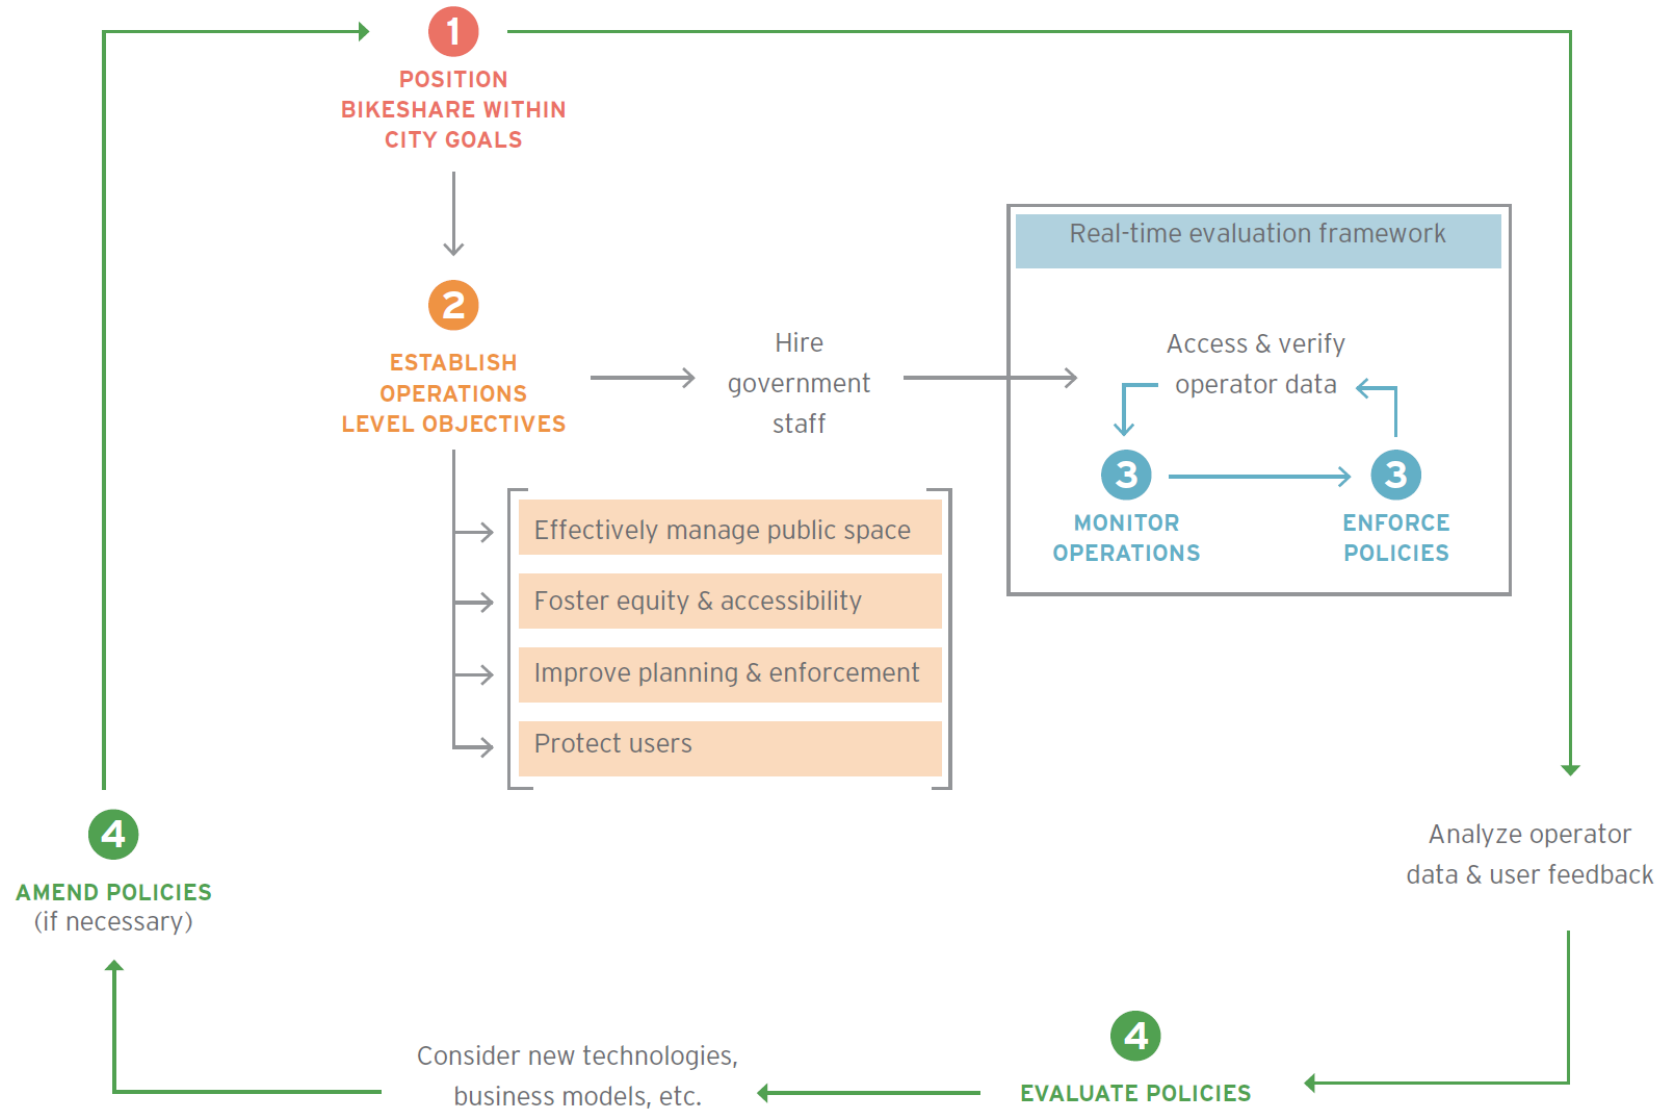 1
POSITION
BIKESHARE WITHIN
CITY GOALS
2
ESTABLISH
OPERATIONS
LEVEL OBJECTIVES
Hire
government
staff
Real-time evaluation framework
Access & verify
operator data
3
MONITOR
OPERATIONS
3
ENFORCE
POLICIES
Effectively manage public space
Foster equity & accessibility
Improve planning & enforcement
Protect users
Analyze operator
data & user feedback
4
EVALUATE POLICIES
Consider new technologies,
business models, etc.
4
AMEND POLICIES
(if necessary)